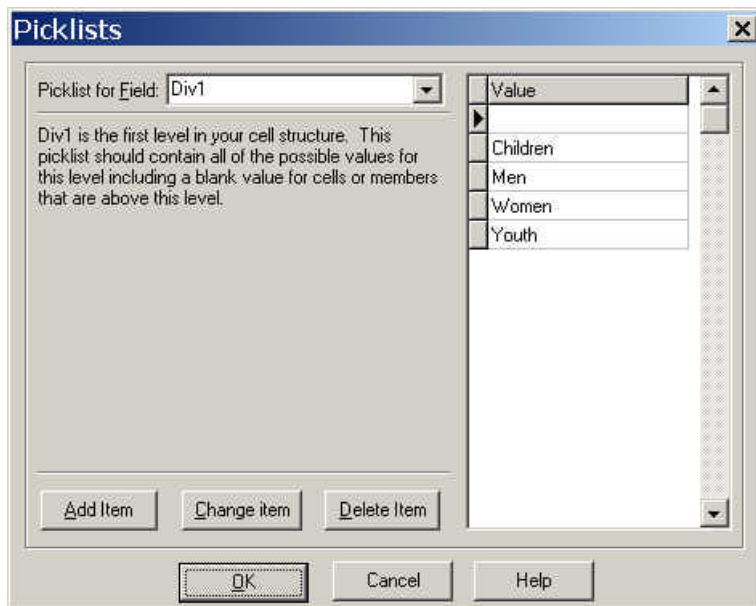 Picklists
Picklist for Field: Div1
Div1 is the first level in your cell structure. This
picklist should contain all of the possible values for
this level including a blank value for cells or members
that are above this level.
Value
Children
Men
Women
Youth
Add Item Change item Delete Item
OK Cancel Help